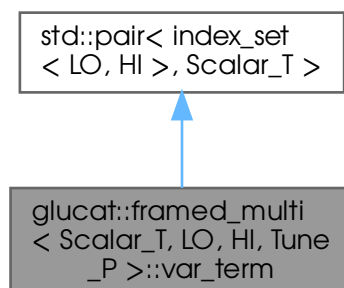 std::pair< index_set
< LO, HI >, Scalar_T >
glucat::framed_multi
< Scalar_T, LO, HI, Tune
_P >::var_term